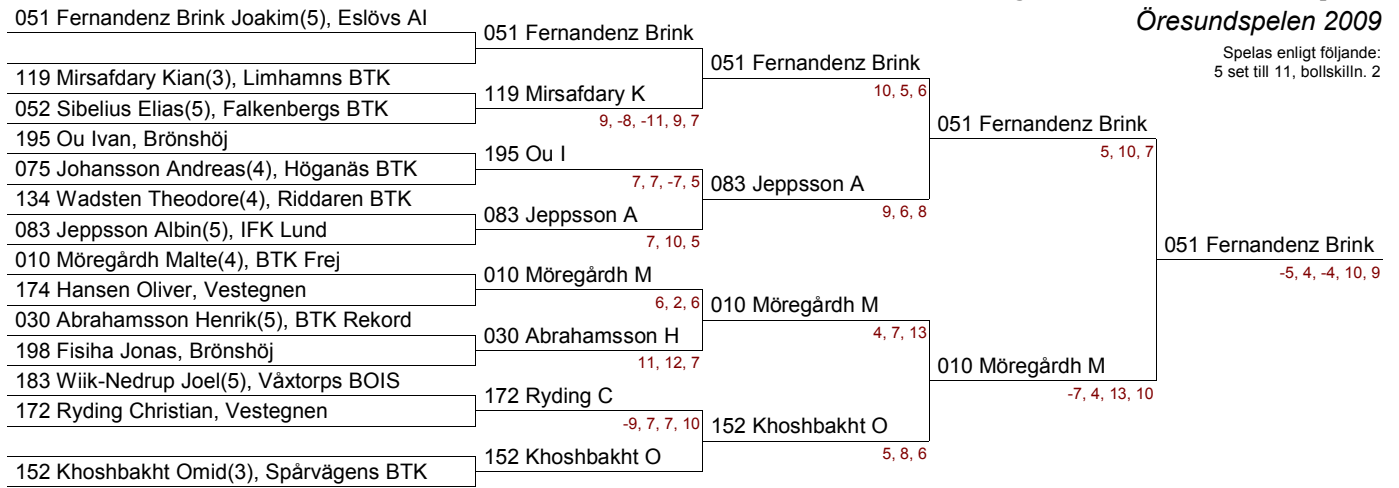 Öresundspelen 2009
Spelas enligt följande:
5 set till 11, bollskilln. 2
051 Fernandenz Brink Joakim(5), Eslövs AI
119 Mirsafdary Kian(3), Limhamns BTK
052 Sibelius Elias(5), Falkenbergs BTK
195 Ou Ivan, Brönshöj
075 Johansson Andreas(4), Höganäs BTK
134 Wadsten Theodore(4), Riddaren BTK
083 Jeppsson Albin(5), IFK Lund
010 Möregårdh Malte(4), BTK Frej
174 Hansen Oliver, Vestegnen
030 Abrahamsson Henrik(5), BTK Rekord
198 Fisiha Jonas, Brönshöj
183 Wiik-Nedrup Joel(5), Våxtorps BOIS
172 Ryding Christian, Vestegnen
152 Khoshbakht Omid(3), Spårvägens BTK
051 Fernandenz Brink
119 Mirsafdary K
9, -8, -11, 9, 7
195 Ou I
7, 7, -7, 5
083 Jeppsson A
7, 10, 5
010 Möregårdh M
6, 2, 6
030 Abrahamsson H
11, 12, 7
172 Ryding C
-9, 7, 7, 10
152 Khoshbakht O
051 Fernandenz Brink
10, 5, 6
083 Jeppsson A
9, 6, 8
010 Möregårdh M
4, 7, 13
152 Khoshbakht O
5, 8, 6
051 Fernandenz Brink
5, 10, 7
010 Möregårdh M
-7, 4, 13, 10
051 Fernandenz Brink
-5, 4, -4, 10, 9